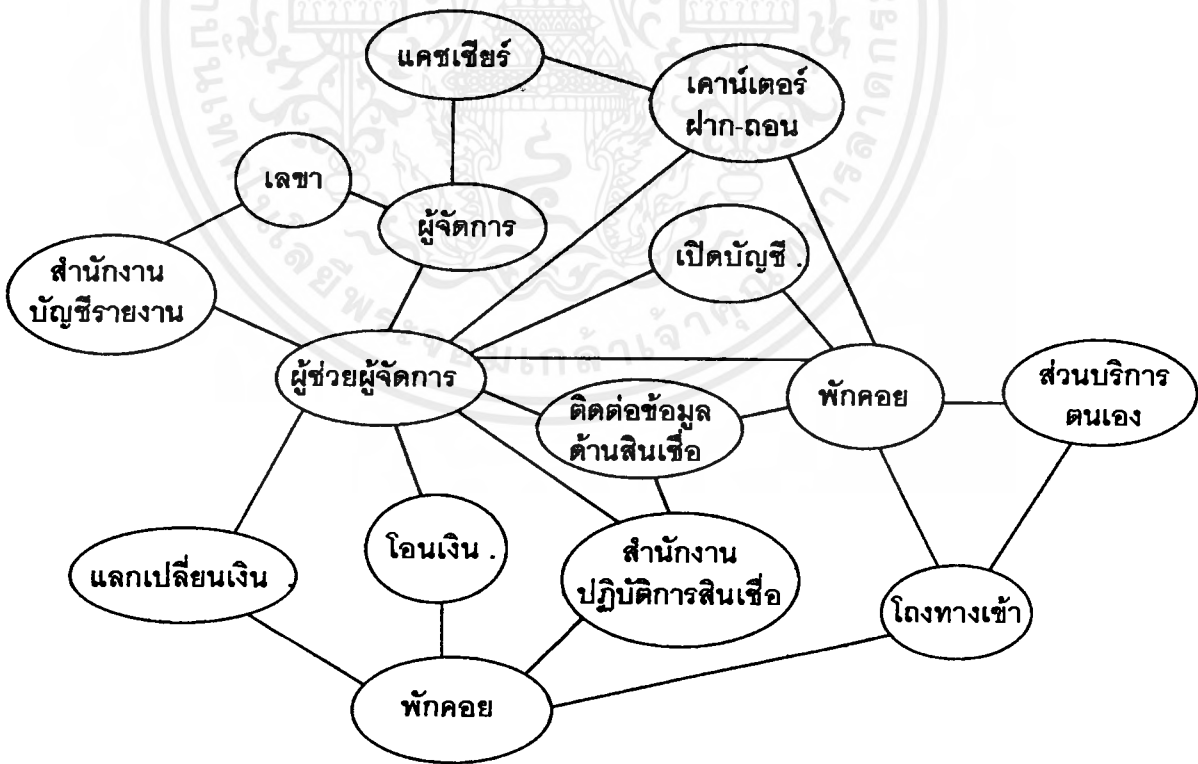 แคชเชียร์
เคาน์เตอร์
ฝาก-ถอน
เลขา
ผู้จัดการ
เปิดบัญชี .
สำนักงาน
บัญชีรายงาน
ผู้ช่วยผู้จัดการ
พักคอย
ส่วนบริการ
ตนเอง
ติดต่อข้อมูล
ด้านสินเชื่อ
แลกเปลี่ยนเงิน .
โอนเงิน .
สำนักงาน
ปฏิบัติการสินเชื่อ
โถงทางเข้า
พักคอย